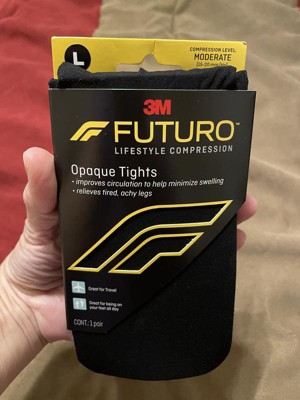 L
COMPRESSION LEVEL:
MODERATE
3M
FUTURO™
LIFESTYLE COMPRESSION
Opaque Tights
• improves circulation to help minimize swelling
• relieves tired, achy legs
Great for Travel
Great for being on
your feet all day
CONT.: 1 pair